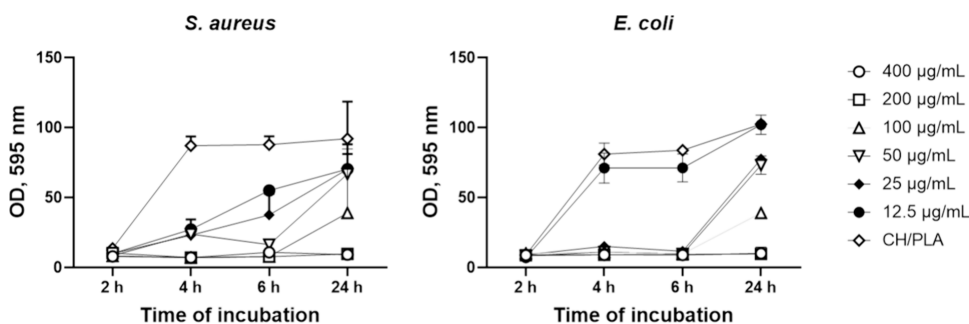 S. aureus
OD, 595 nm
150
100
50
0
2 h 4 h 6 h 24 h
Time of incubation
E. coli
OD, 595 nm
150
100
50
0
2 h 4 h 6 h 24 h
Time of incubation
400 µg/mL
200 µg/mL
100 µg/mL
50 µg/mL
25 µg/mL
12.5 µg/mL
CH/PLA